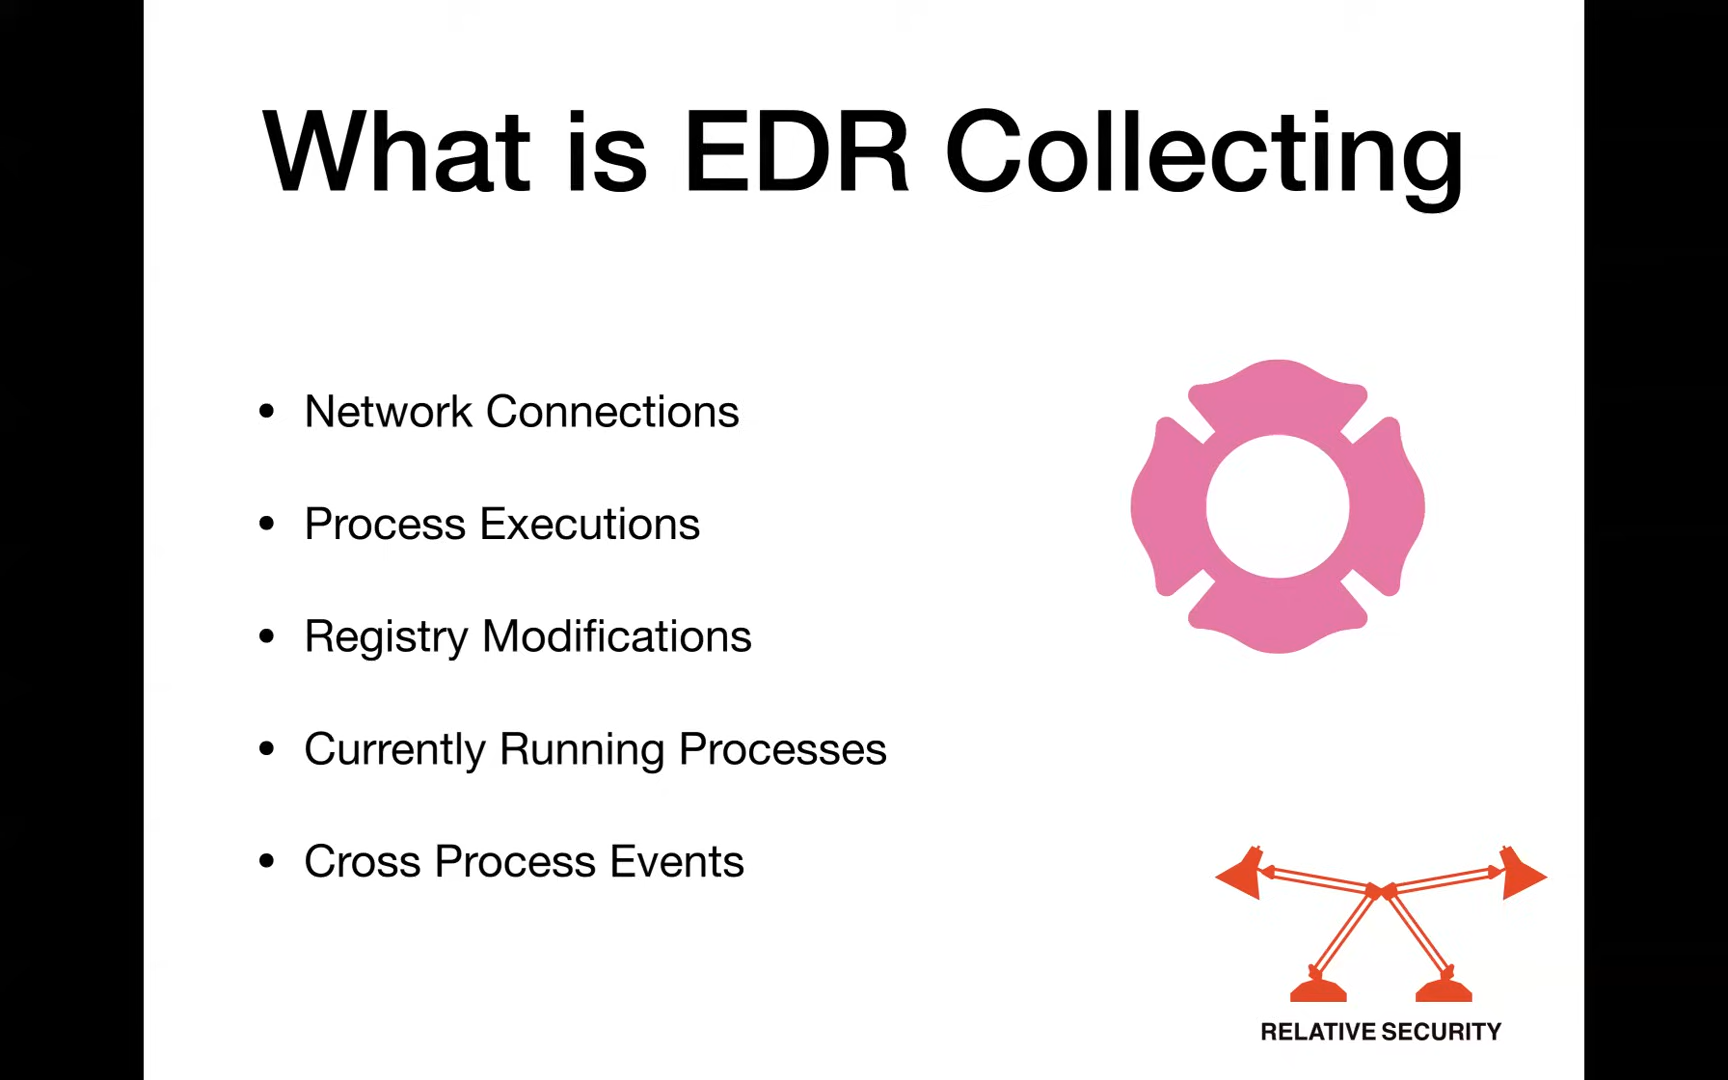 What is EDR Collecting
• Network Connections
• Process Executions
• Registry Modifications
• Currently Running Processes
• Cross Process Events
RELATIVE SECURITY